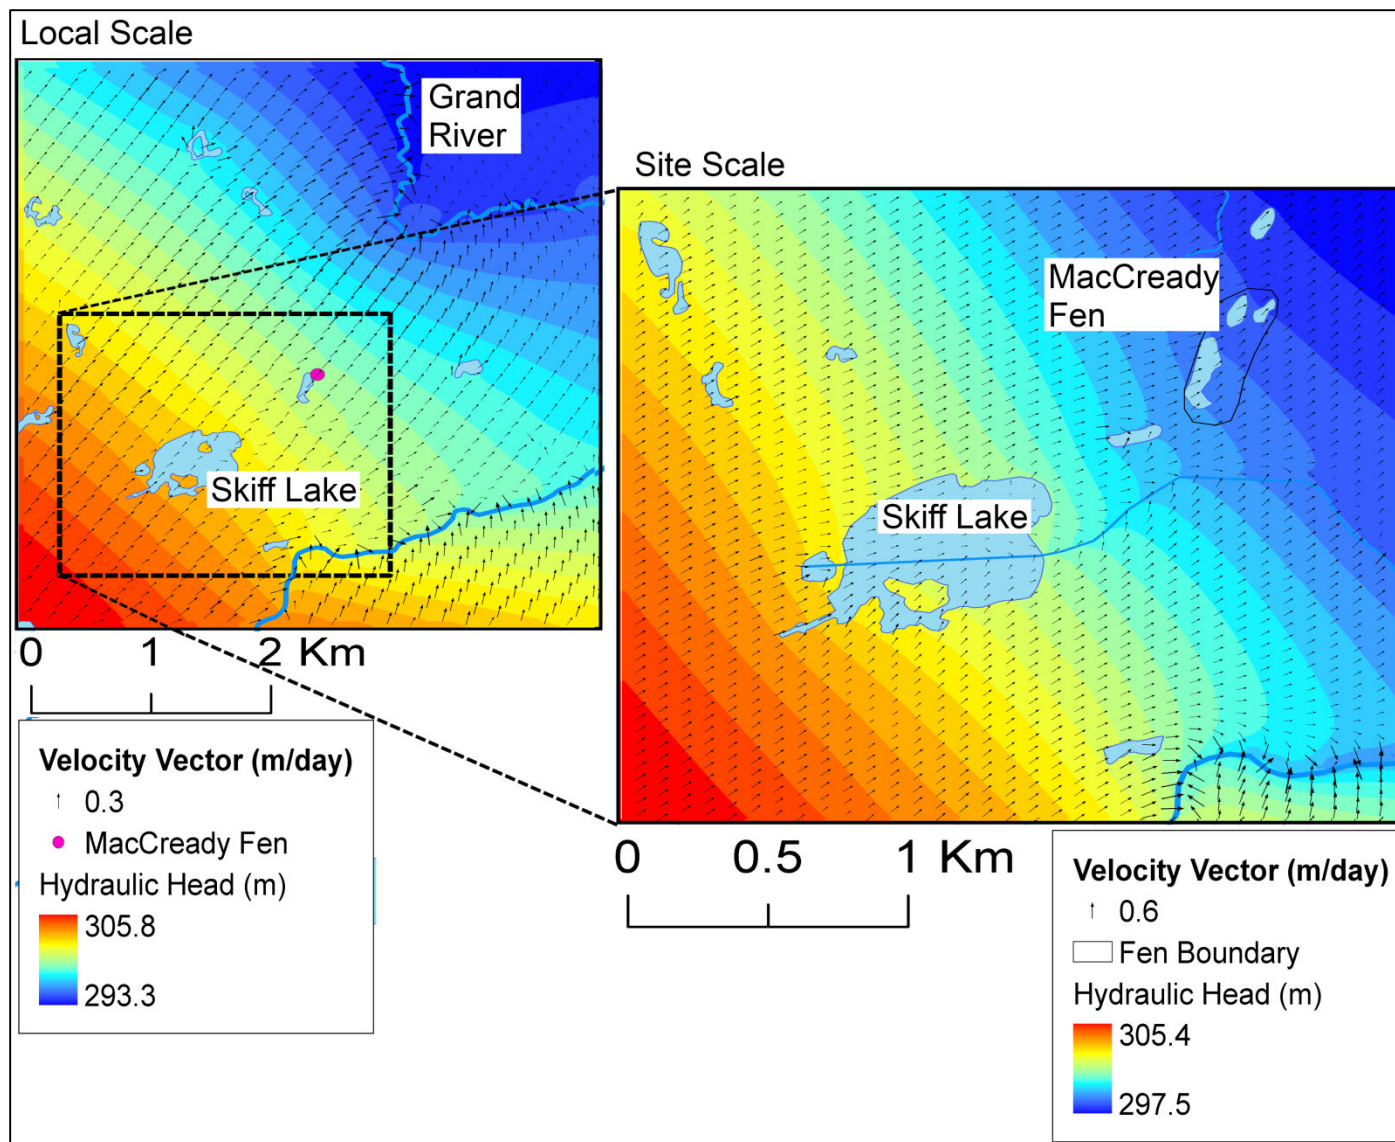 Local Scale
Grand
River
Skiff Lake
0 1 2 Km
Velocity Vector (m/day)
0.3
MacCready Fen
Hydraulic Head (m)
305.8
293.3
Site Scale
MacCready
Fen
Skiff Lake
0 0.5 1 Km
Velocity Vector (m/day)
0.6
Fen Boundary
Hydraulic Head (m)
305.4
297.5